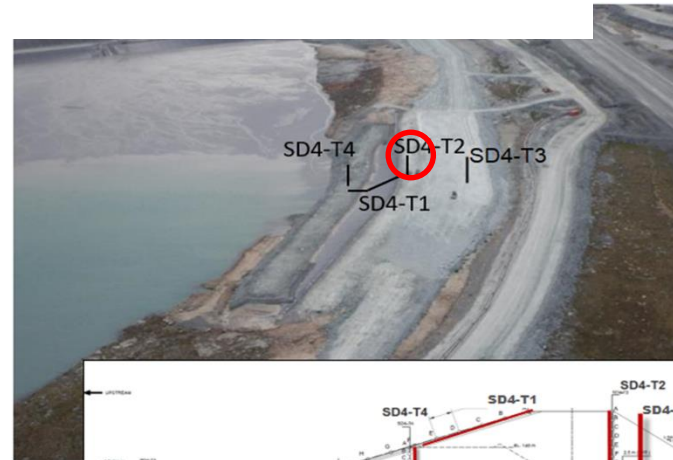 SD4-T4
SD4-T2
SD4-T3
SD4-T1
UPSTREAM
SD4-T2
SD4-T1
SD4-
SD4-T4
A
B
C
D
E
F
B
C
D
E
G
H
A
B
C